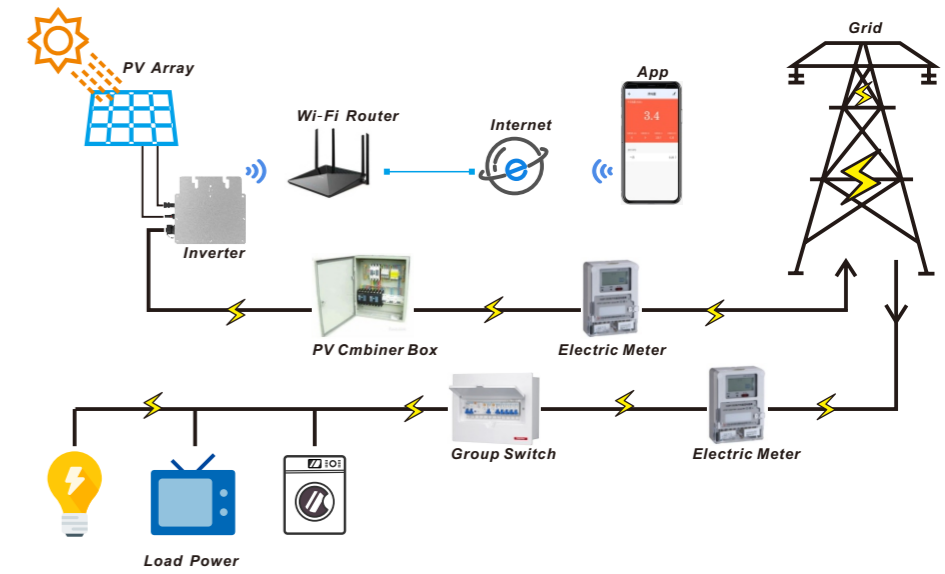 Grid
PV Array
App
Wi-Fi Router
Internet
3.4
Inverter
PV Cmbiner Box
Electric Meter
Group Switch
Electric Meter
Load Power